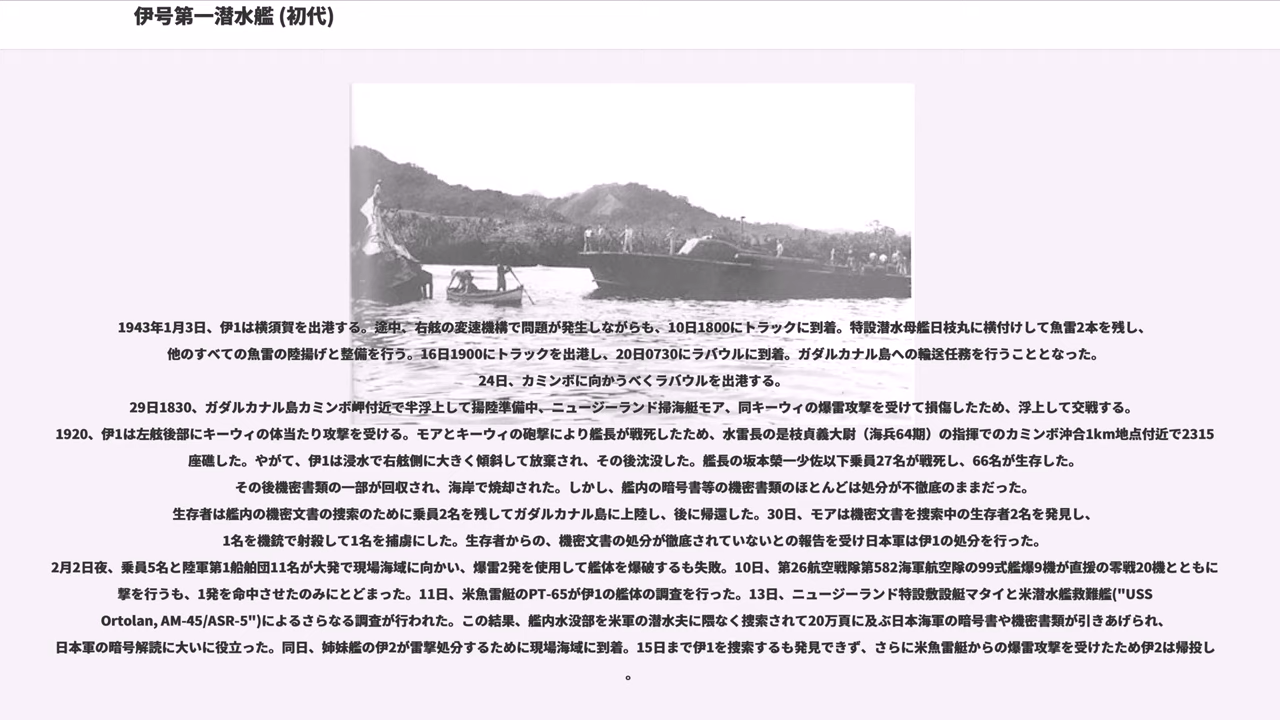 伊号第一潜水艦 (初代)
1943年1月3日、伊1は横須賀を出港する。途中、右舷の変速機構で問題が発生しながらも、10日1800にトラックに到着。特設潜水母艦日枝丸に横付けして魚雷2本を残し、
他のすべての魚雷の陸揚げと整備を行う。16日1900にトラックを出港し、20日0730にラバウルに到着。ガダルカナル島への輸送任務を行うこととなった。
24日、カミンボに向かうべくラバウルを出港する。
29日1830、ガダルカナル島カミンボ岬付近で半浮上して揚陸準備中、ニュージーランド掃海艇モア、同キーウィの爆雷攻撃を受けて損傷したため、浮上して交戦する。
1920、伊1は左舷後部にキーウィの体当たり攻撃を受ける。モアとキーウィの砲撃により艦長が戦死したため、水雷長の是枝貞義大尉（海兵64期）の指揮でのカミンボ沖合1km地点付近で2315
座礁した。やがて、伊1は浸水で右舷側に大きく傾斜して放棄され、その後沈没した。艦長の坂本榮一少佐以下乗員27名が戦死し、66名が生存した。
その後機密書類の一部が回収され、海岸で焼却された。しかし、艦内の暗号書等の機密書類のほとんどは処分が不徹底のままだった。
生存者は艦内の機密文書の捜索のために乗員2名を残してガダルカナル島に上陸し、後に帰還した。30日、モアは機密文書を捜索中の生存者2名を発見し、
1名を機銃で射殺して1名を捕虜にした。生存者からの、機密文書の処分が徹底されていないとの報告を受け日本軍は伊1の処分を行った。
2月2日夜、乗員5名と陸軍第1船舶団11名が大発で現場海域に向かい、爆雷2発を使用して艦体を爆破するも失敗。10日、第26航空戦隊第582海軍航空隊の99式艦爆9機が直援の零戦20機とともに
撃を行うも、1発を命中させたのみにとどまった。11日、米魚雷艇のPT-65が伊1の艦体の調査を行った。13日、ニュージーランド特設敷設艇マタイと米潜水艦救難艦("USS
Ortolan, AM-45/ASR-5")によるさらなる調査が行われた。この結果、艦内水没部を米軍の潜水夫に隈なく捜索されて20万頁に及ぶ日本海軍の暗号書や機密書類が引きあげられ、
日本軍の暗号解読に大いに役立った。同日、姉妹艦の伊2が雷撃処分するために現場海域に到着。15日まで伊1を捜索するも発見できず、さらに米魚雷艇からの爆雷攻撃を受けたため伊2は帰投し
。